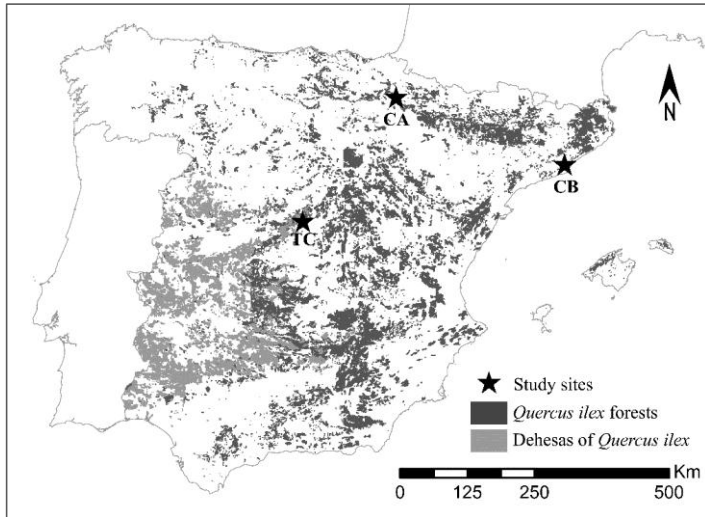 N
CA
CB
TC
Study sites
Quercus ilex forests
Dehesas of Quercus ilex
Km
0 125 250 500